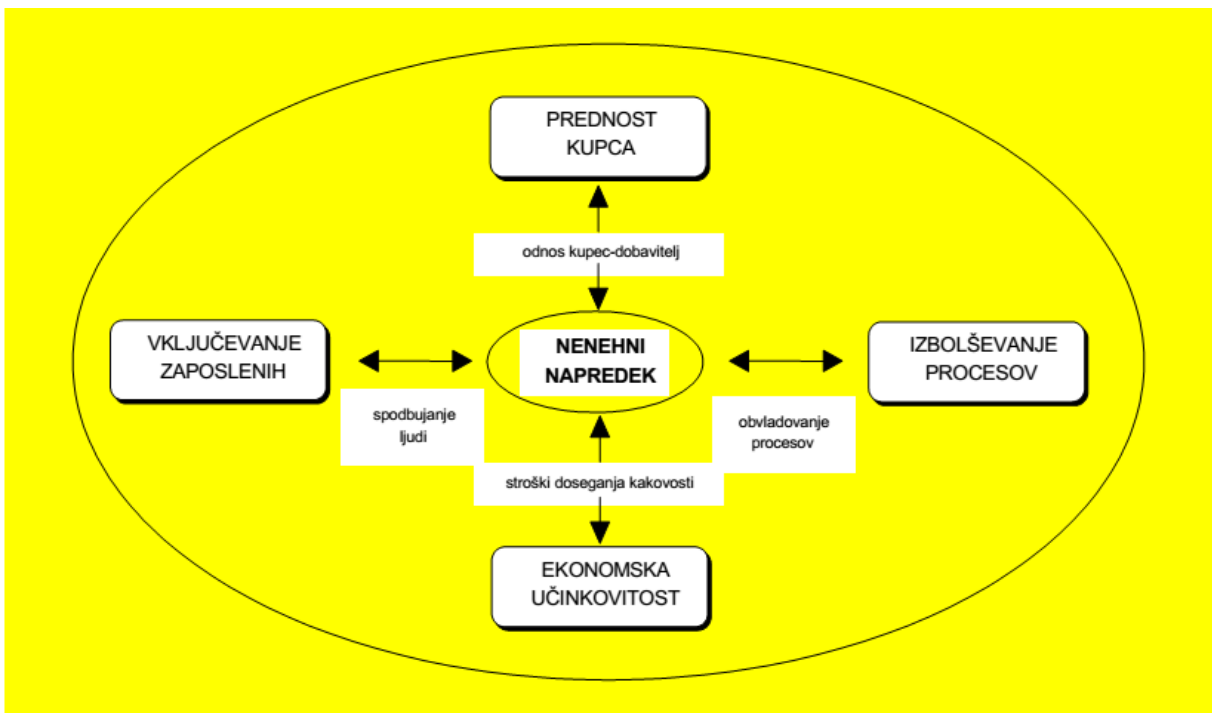 PREDNOST
KUPCA
odnos kupec-dobavitelj
VKLJUČEVANJE
ZAPOSLENIH
NENEHNI
NAPREDEK
IZBOLŠEVANJE
PROCESOV
spodbujanje
ljudi
obvladovanje
procesov
stroški doseganja kakovosti
EKONOMSKA
UČINKOVITOST